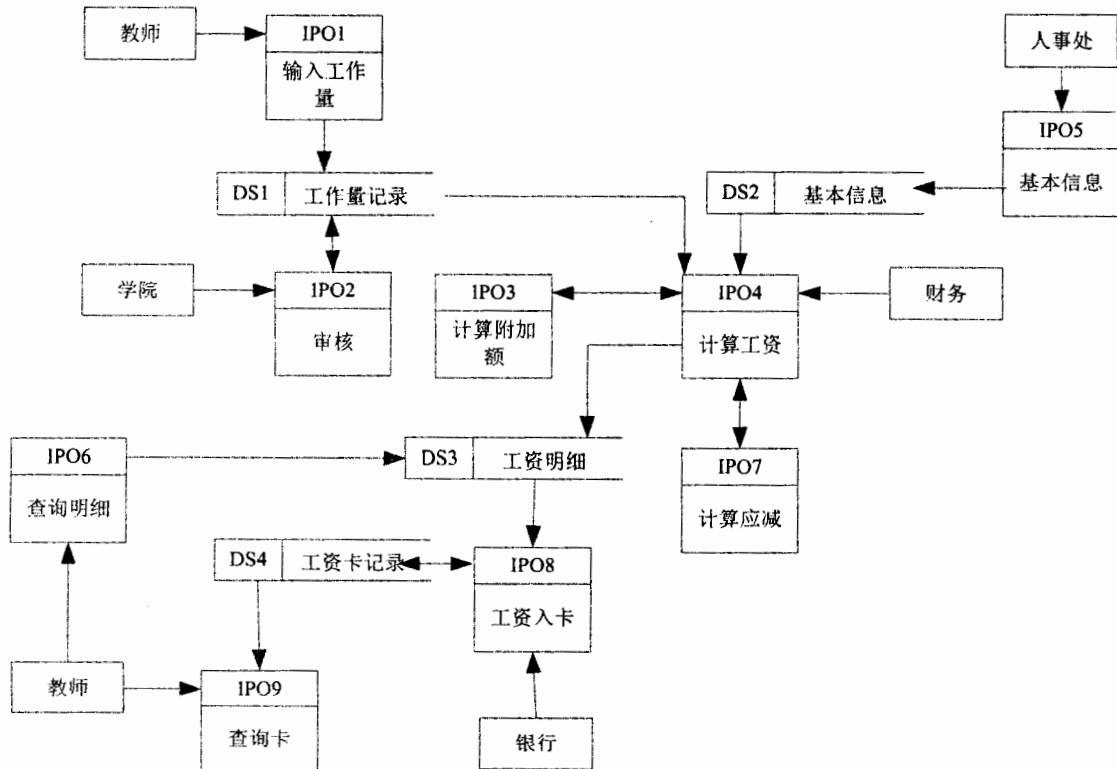 教师
IPO1
输入工作
量
人事处
IPO5
基本信息
DS1 工作量记录
DS2 基本信息
学院
IPO2
审核
IPO3
计算附加
额
IPO4
计算工资
财务
IPO6
查询明细
DS3 工资明细
IPO7
计算应减
DS4 工资卡记录
IPO8
工资入卡
教师
IPO9
查询卡
银行